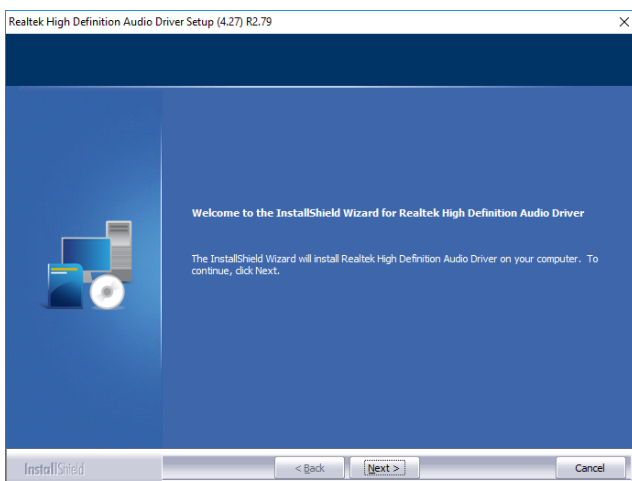 Realtek High Definition Audio Driver Setup (4.27) R2.79
Welcome to the InstallShield Wizard for Realtek High Definition Audio Driver
The InstallShield Wizard will install Realtek High Definition Audio Driver on your computer. To
continue, click Next.
InstallShield
< Back Next > Cancel